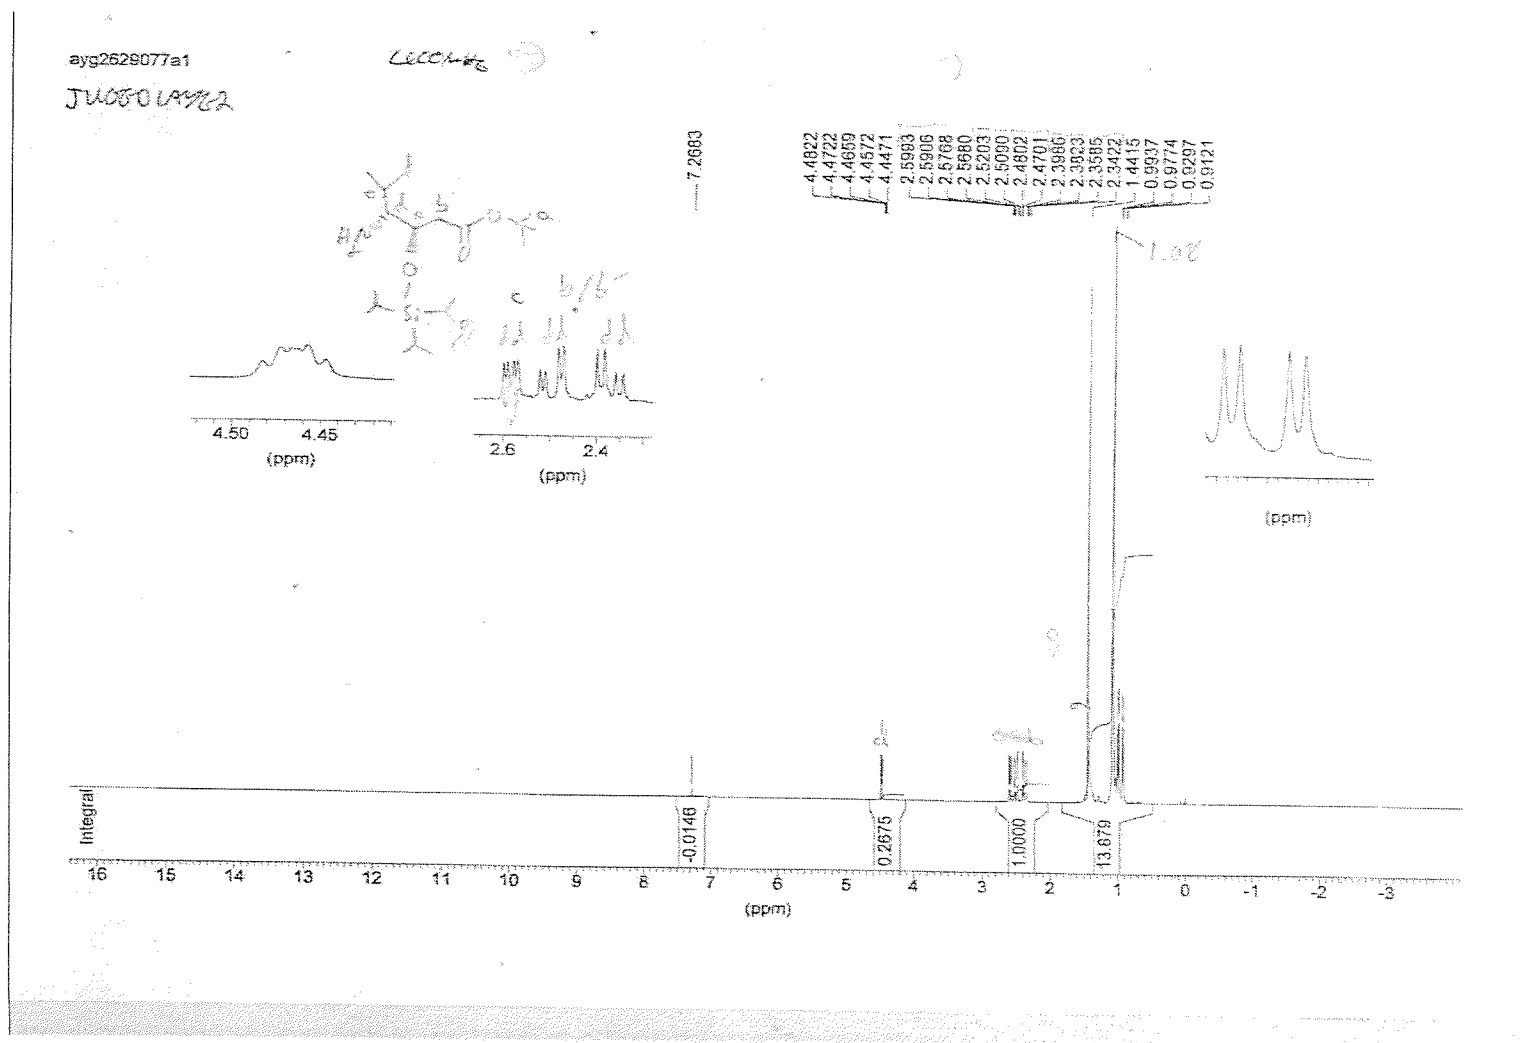 ayg2629077a1
7.2683
4.4822
4.4722
4.4659
4.4572
4.4471
2.5993
2.5906
2.5768
2.5680
2.5203
2.5090
2.4802
2.4701
2.3986
2.3823
2.3585
2.3422
1.4415
0.9937
0.9774
0.9297
0.9121
1.08
b
O
a
O
O
Si
c
b/b'
d d d d d d
4.50 4.45
(ppm)
2.6 2.4
(ppm)
(ppm)
Integral
-0.0146
0.2675
1.0000
13.879
16 15 14 13 12 11 10 9 8 7 6 5 4 3 2 1 0 -1 -2 -3
(ppm)